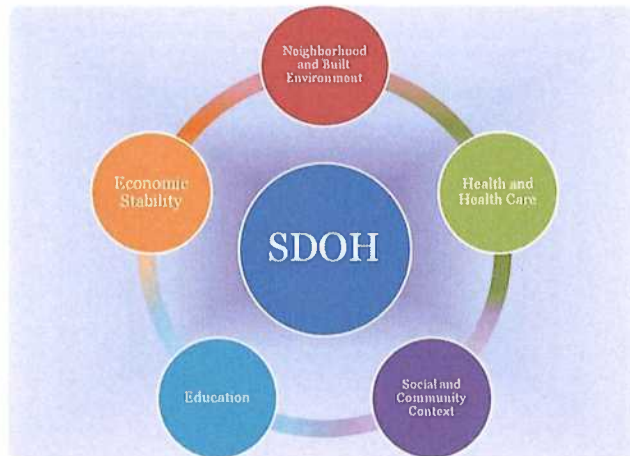 Neighborhood
and Built
Environment
Economic
Stability
Health and
Health Care
SDOH
Education
Social and
Community
Context